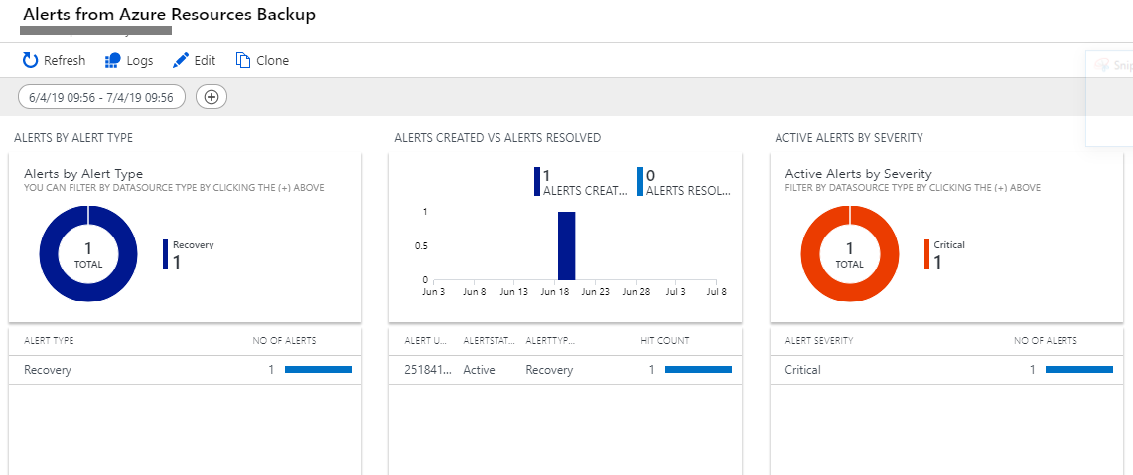 Alerts from Azure Resources Backup
Refresh Logs Edit Clone
Snip
6/4/19 09:56 - 7/4/19 09:56
ALERTS BY ALERT TYPE
Alerts by Alert Type
YOU CAN FILTER BY DATASOURCE TYPE BY CLICKING THE (+) ABOVE
1
TOTAL
Recovery
1
ALERT TYPE NO OF ALERTS
Recovery 1
ALERTS CREATED VS ALERTS RESOLVED
1 0
ALERTS CREAT... ALERTS RESOL...
1
0.5
0
Jun 3 Jun 8 Jun 13 Jun 18 Jun 23 Jun 28 Jul 3 Jul 8
ALERT U... ALERTSTAT... ALERTTYP... HIT COUNT
251841... Active Recovery 1
ACTIVE ALERTS BY SEVERITY
Active Alerts by Severity
FILTER BY DATASOURCE TYPE BY CLICKING THE (+) ABOVE
1
TOTAL
Critical
1
ALERT SEVERITY NO OF ALERTS
Critical 1